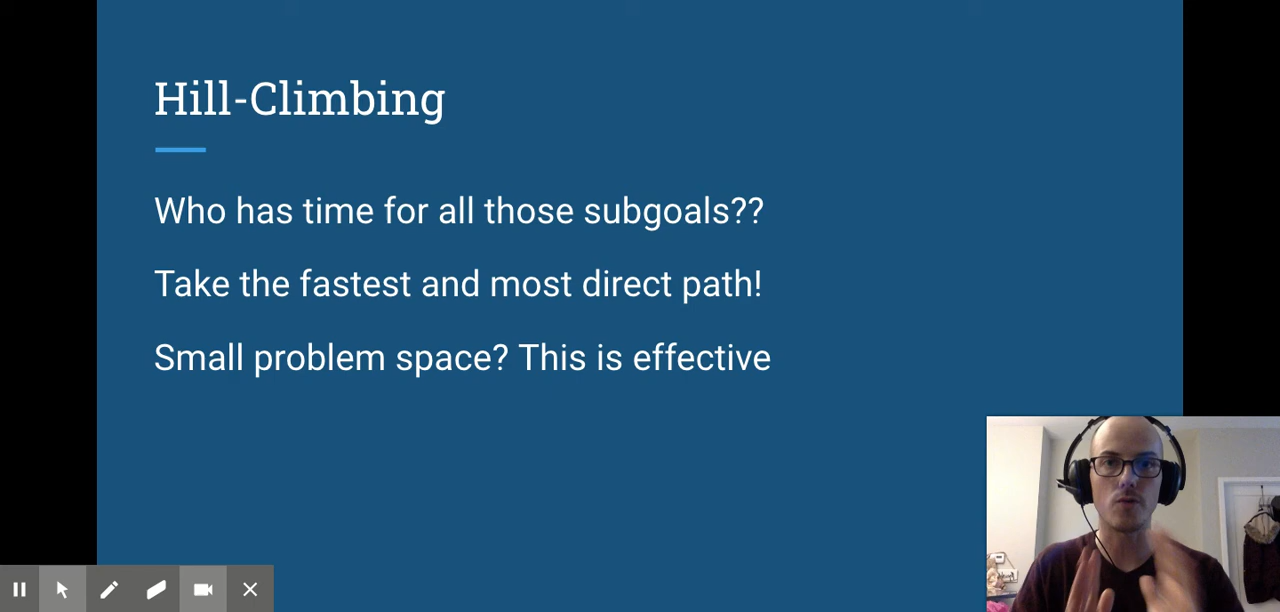 Hill-Climbing
Who has time for all those subgoals??
Take the fastest and most direct path!
Small problem space? This is effective